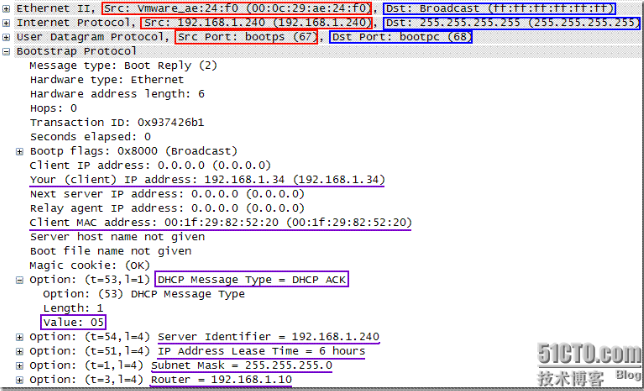 Ethernet II, Src: Vmware_ae:24:f0 (00:0c:29:ae:24:f0), Dst: Broadcast (ff:ff:ff:ff:ff:ff)
Internet Protocol, Src: 192.168.1.240 (192.168.1.240), Dst: 255.255.255.255 (255.255.255.255)
User Datagram Protocol, Src Port: bootps (67), Dst Port: bootpc (68)
Bootstrap Protocol
Message type: Boot Reply (2)
Hardware type: Ethernet
Hardware address length: 6
Hops: 0
Transaction ID: 0x937426b1
Seconds elapsed: 0
Bootp flags: 0x8000 (Broadcast)
Client IP address: 0.0.0.0 (0.0.0.0)
Your (client) IP address: 192.168.1.34 (192.168.1.34)
Next server IP address: 0.0.0.0 (0.0.0.0)
Relay agent IP address: 0.0.0.0 (0.0.0.0)
Client MAC address: 00:1f:29:82:52:20 (00:1f:29:82:52:20)
Server host name not given
Boot file name not given
Magic cookie: (OK)
Option: (t=53,l=1) DHCP Message Type = DHCP ACK
Option: (53) DHCP Message Type
Length: 1
Value: 05
Option: (t=54,l=4) Server Identifier = 192.168.1.240
Option: (t=51,l=4) IP Address Lease Time = 6 hours
Option: (t=1,l=4) Subnet Mask = 255.255.255.0
Option: (t=3,l=4) Router = 192.168.1.10
51CTO.com
技术博客 Blog